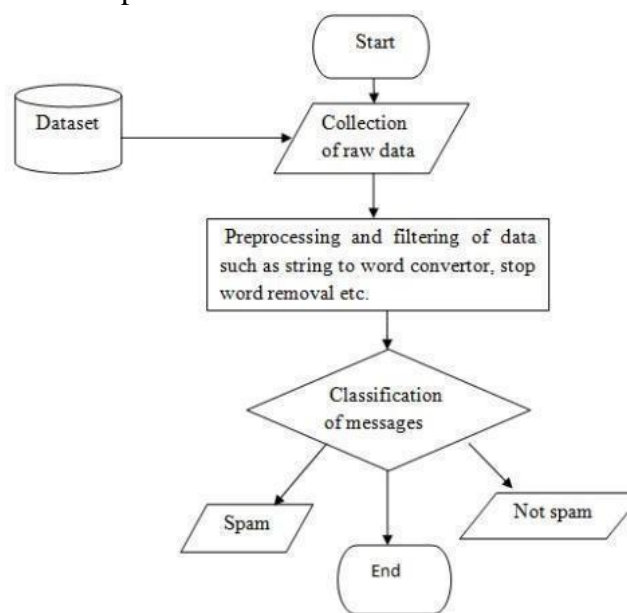 Start
Dataset
Collection
of raw data
Preprocessing and filtering of data
such as string to word convertor, stop
word removal etc.
Classification
of messages
Spam
Not spam
End